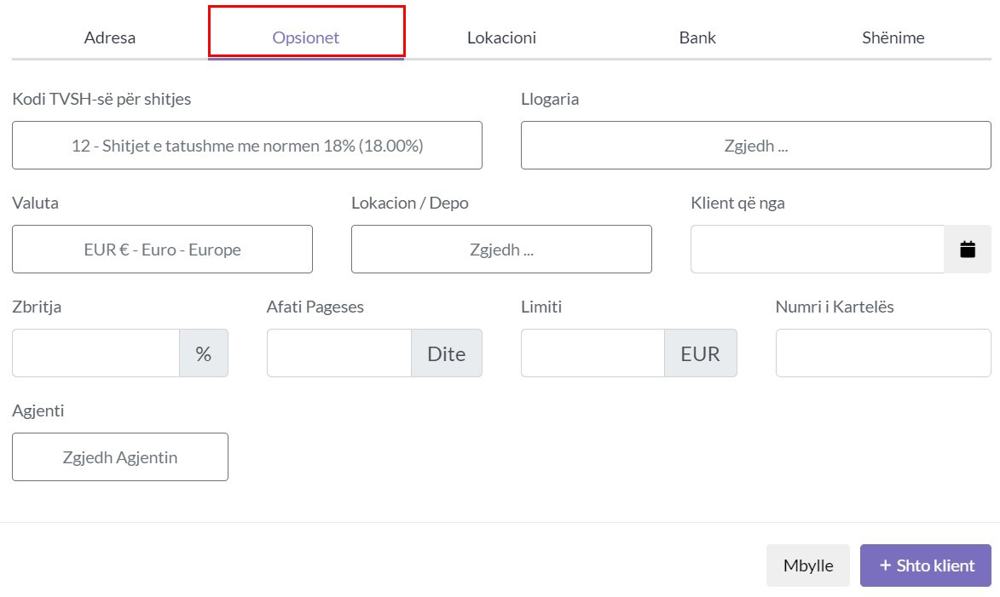 Adresa
Opsionet
Lokacioni
Bank
Shënime
Kodi TVSH-së për shitjes
Llogaria
12 - Shitjet e tatushme me normen 18% (18.00%)
Zgjedh ...
Valuta
Lokacion / Depo
Klient që nga
EUR € - Euro - Europe
Zgjedh ...
Zbritja
Afati Pageses
Limiti
Numri i Kartelës
%
Dite
EUR
Agjenti
Zgjedh Agjentin
Mbylle
+ Shto klient